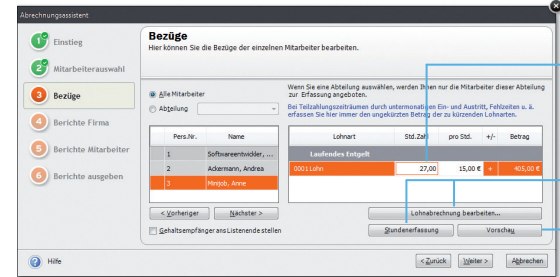 Abrechnungsassistent
1 Einstieg
2 Mitarbeiterauswahl
3 Bezüge
4 Berichte Firma
5 Berichte Mitarbeiter
6 Berichte ausgeben
Bezüge
Hier können Sie die Bezüge der einzelnen Mitarbeiter bearbeiten.
Alle Mitarbeiter
Abteilung
Wenn Sie eine Abteilung auswählen, werden Ihnen nur die Mitarbeiter dieser Abteilung
zur Erfassung angeboten.
Bei Teilzahlungszeiträumen durch untermonatigen Ein- und Austritt, Fehlzeiten u. ä.
erfassen Sie hier immer den ungekürzten Betrag der zu kürzenden Lohnarten.
Pers.Nr. Name
1 Softwareentwickler, ...
2 Ackermann, Andrea
3 Minijob, Anne
Lohnart Std.Zahl pro Std. +/- Betrag
Laufendes Entgelt
0001 Lohn 27,00 15,00 € + 405,00 €
< Vorheriger Nächster >
Lohnabrechnung bearbeiten...
Gehaltsempfänger ans Listenende stellen
Stundenerfassung Vorschau
Hilfe
< Zurück Weiter > Abbrechen